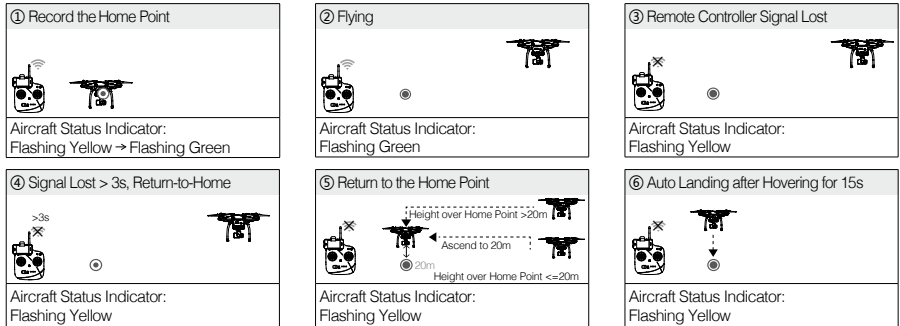 ① Record the Home Point
Aircraft Status Indicator:
Flashing Yellow → Flashing Green
② Flying
Aircraft Status Indicator:
Flashing Green
③ Remote Controller Signal Lost
Aircraft Status Indicator:
Flashing Yellow
④ Signal Lost > 3s, Return-to-Home
>3s
Aircraft Status Indicator:
Flashing Yellow
⑤ Return to the Home Point
Height over Home Point >20m
Ascend to 20m
20m
Height over Home Point <=20m
Aircraft Status Indicator:
Flashing Yellow
⑥ Auto Landing after Hovering for 15s
Aircraft Status Indicator:
Flashing Yellow